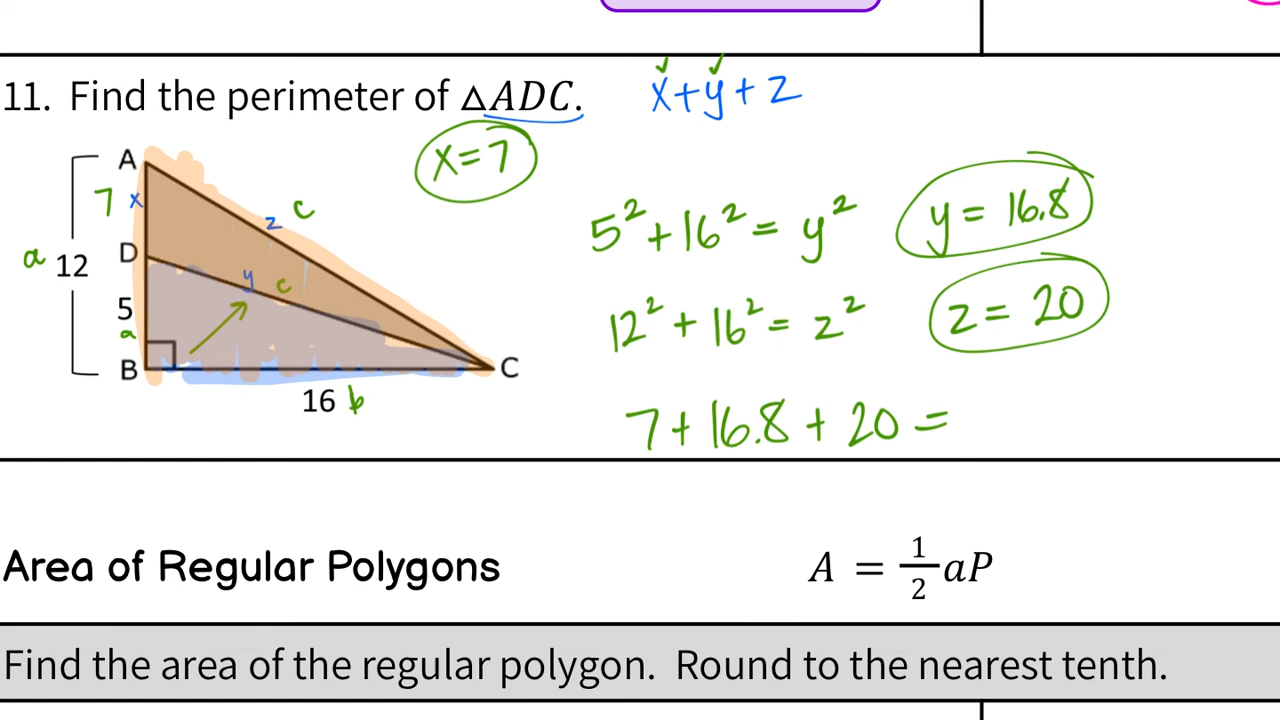 11. Find the perimeter of △ADC. x+y+z
x=7
A
7 x
z c
a 12
D
y c
5
a
B
C
16 b
5² + 16² = y² y = 16.8
12² + 16² = z² z = 20
7 + 16.8 + 20 =
Area of Regular Polygons A = 1/2 aP
Find the area of the regular polygon. Round to the nearest tenth.